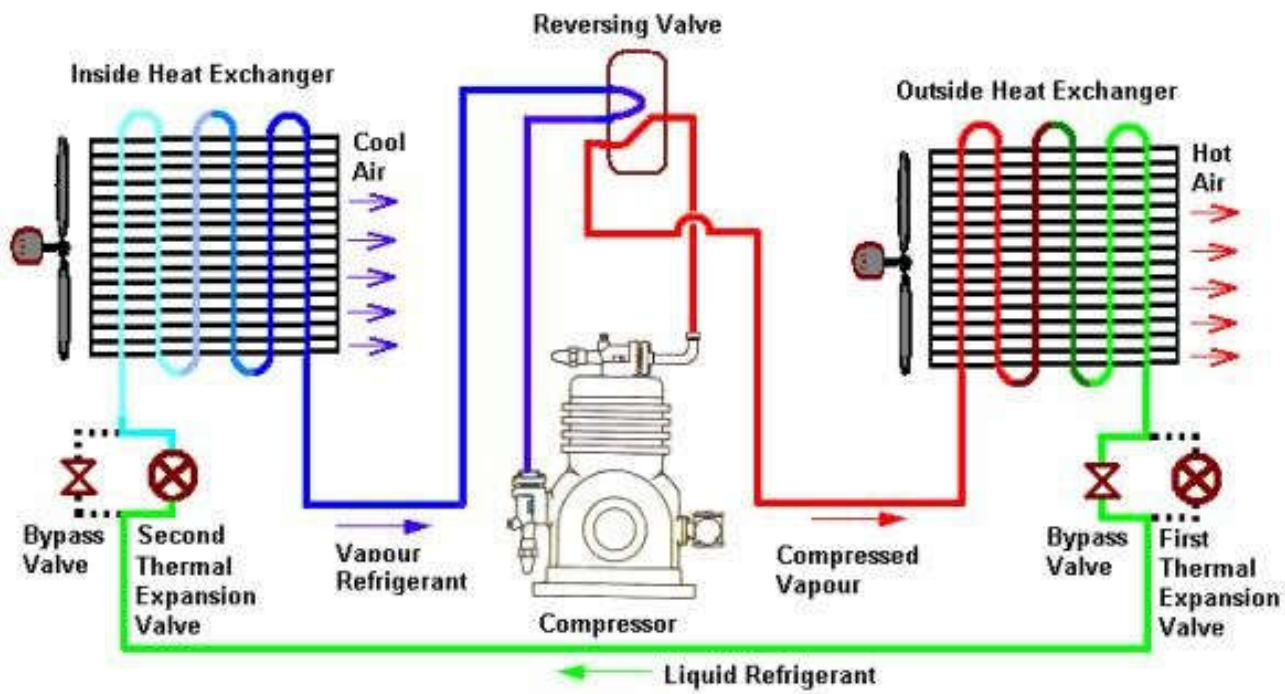 Reversing Valve
Inside Heat Exchanger
Outside Heat Exchanger
Cool
Air
Hot
Air
Bypass
Valve
Second
Thermal
Expansion
Valve
Vapour
Refrigerant
Compressor
Compressed
Vapour
Bypass
Valve
First
Thermal
Expansion
Valve
Liquid Refrigerant